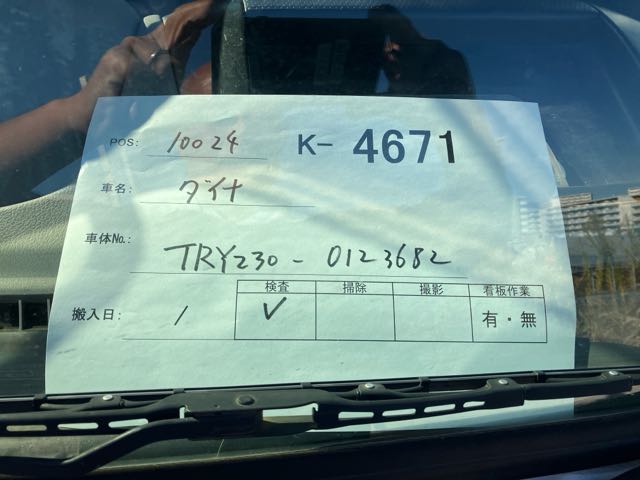 POS: 10024 K- 4671
車名: ダイナ
車体No.: TRY230-0123682
検査 掃除 撮影 看板作業
搬入日: / ✓ 有・無